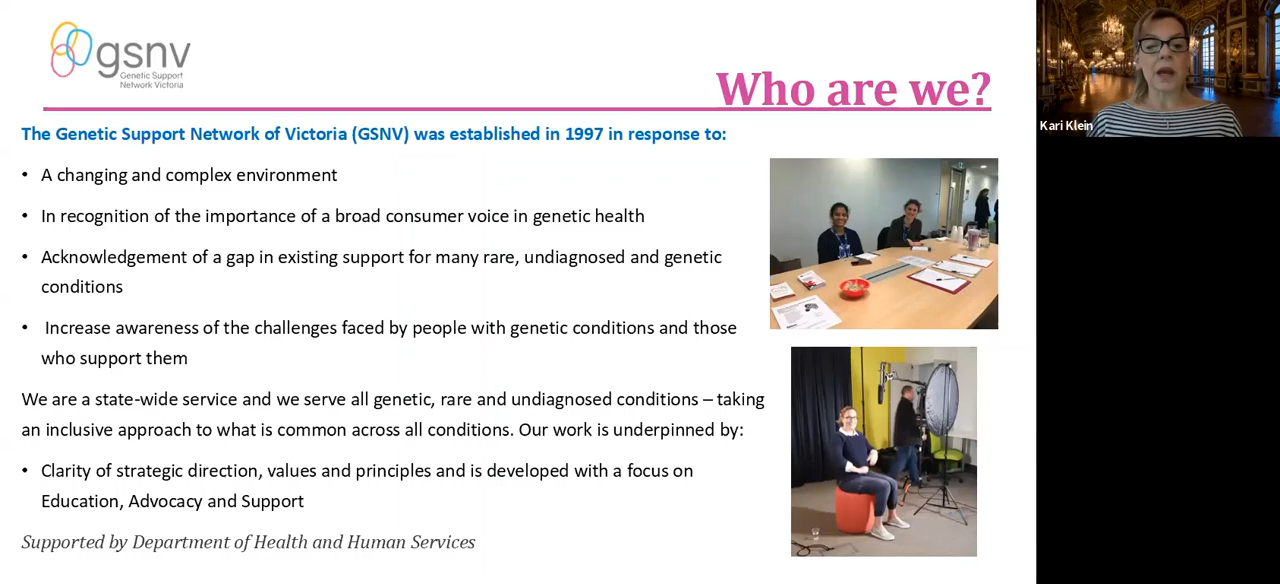 gsnv
Genetic Support
Network Victoria
Who are we?
The Genetic Support Network of Victoria (GSNV) was established in 1997 in response to:
• A changing and complex environment
• In recognition of the importance of a broad consumer voice in genetic health
• Acknowledgement of a gap in existing support for many rare, undiagnosed and genetic
conditions
• Increase awareness of the challenges faced by people with genetic conditions and those
who support them
We are a state-wide service and we serve all genetic, rare and undiagnosed conditions – taking
an inclusive approach to what is common across all conditions. Our work is underpinned by:
• Clarity of strategic direction, values and principles and is developed with a focus on
Education, Advocacy and Support
Supported by Department of Health and Human Services
Kari Klein